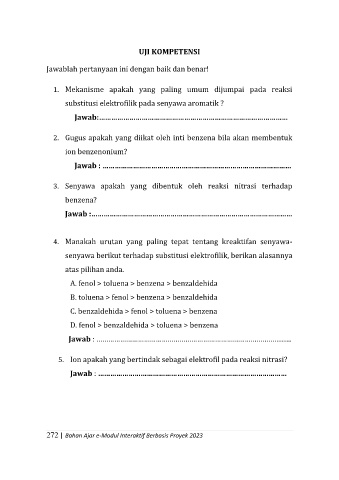 UJI KOMPETENSI
Jawablah pertanyaan ini dengan baik dan benar!
1. Mekanisme apakah yang paling umum dijumpai pada reaksi
substitusi elektrofilik pada senyawa aromatik ?
Jawab:……………………………………………………………………………
2. Gugus apakah yang diikat oleh inti benzena bila akan membentuk
ion benzenonium?
Jawab : ……………………………………………………………………………
3. Senyawa apakah yang dibentuk oleh reaksi nitrasi terhadap
benzena?
Jawab :…………………………………………………………………………………
4. Manakah urutan yang paling tepat tentang kreaktifan senyawa-
senyawa berikut terhadap substitusi elektrofilik, berikan alasannya
atas pilihan anda.
A. fenol > toluena > benzena > benzaldehida
B. toluena > fenol > benzena > benzaldehida
C. benzaldehida > fenol > toluena > benzena
D. fenol > benzaldehida > toluena > benzena
Jawab : ………………………………………………………………………………
5. Ion apakah yang bertindak sebagai elektrofil pada reaksi nitrasi?
Jawab : ……………………………………………………………………………
272 | Bahan Ajar e-Modul Interaktif Berbasis Proyek 2023